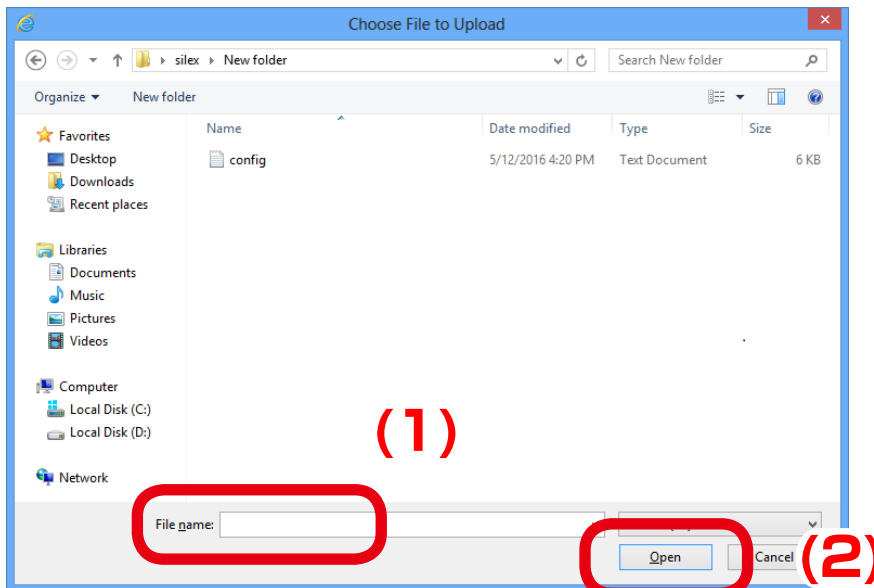 Choose File to Upload
silex New folder
Search New folder
Organize New folder
Name Date modified Type Size
config 5/12/2016 4:20 PM Text Document 6 KB
Favorites
Desktop
Downloads
Recent places
Libraries
Documents
Music
Pictures
Videos
Computer
Local Disk (C:)
Local Disk (D:)
Network
(1)
File name:
Open Cancel
(2)